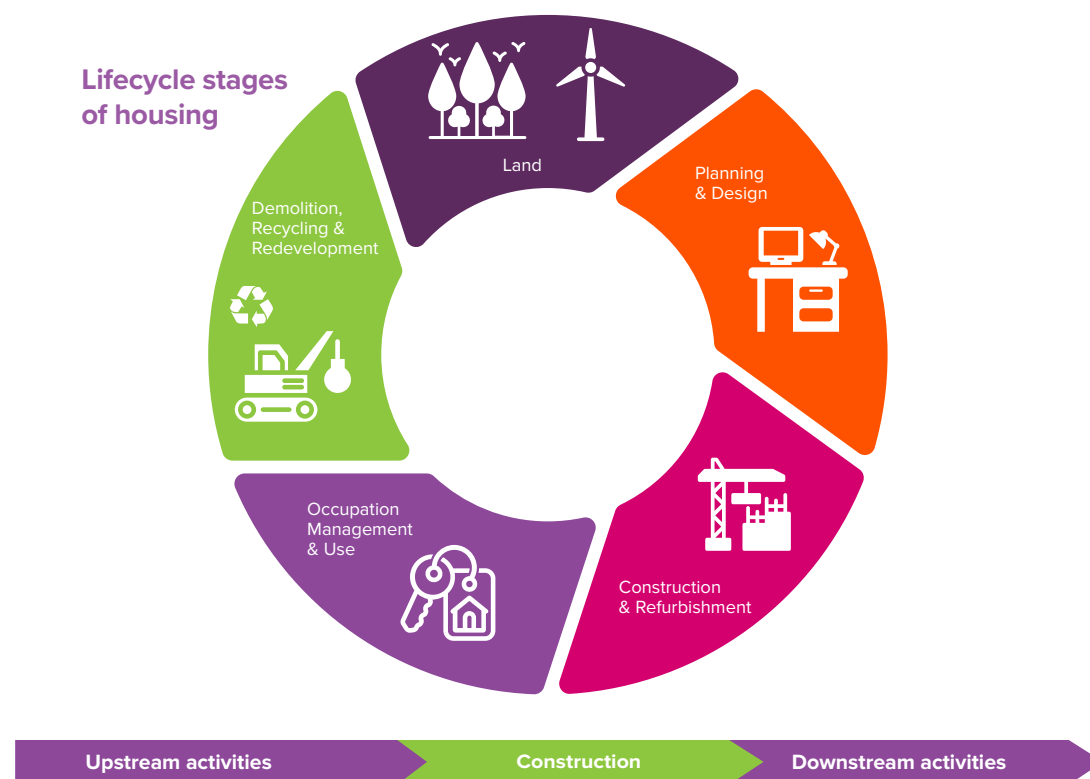 Lifecycle stages
of housing
Land
Planning
& Design
Construction
& Refurbishment
Occupation
Management
& Use
Demolition,
Recycling &
Redevelopment
Upstream activities
Construction
Downstream activities